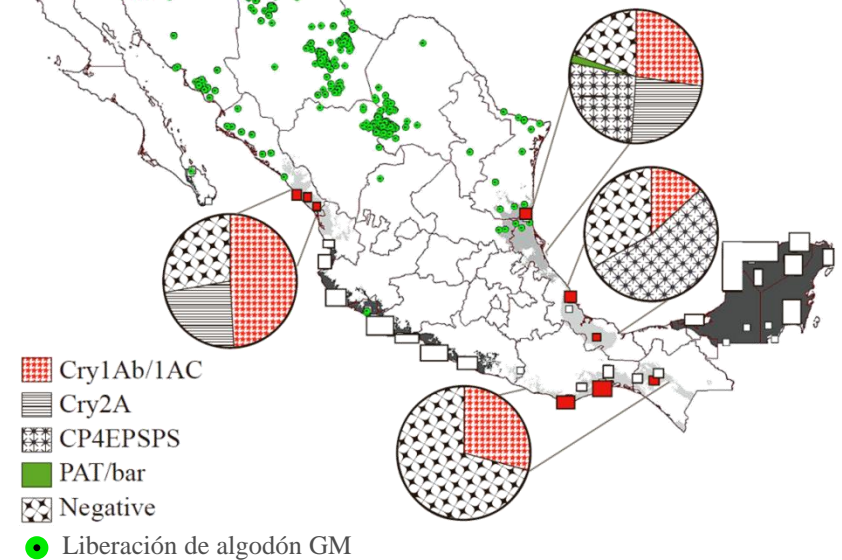 Cry1Ab/1AC
Cry2A
CP4EPSPS
PAT/bar
Negative
Liberación de algodón GM